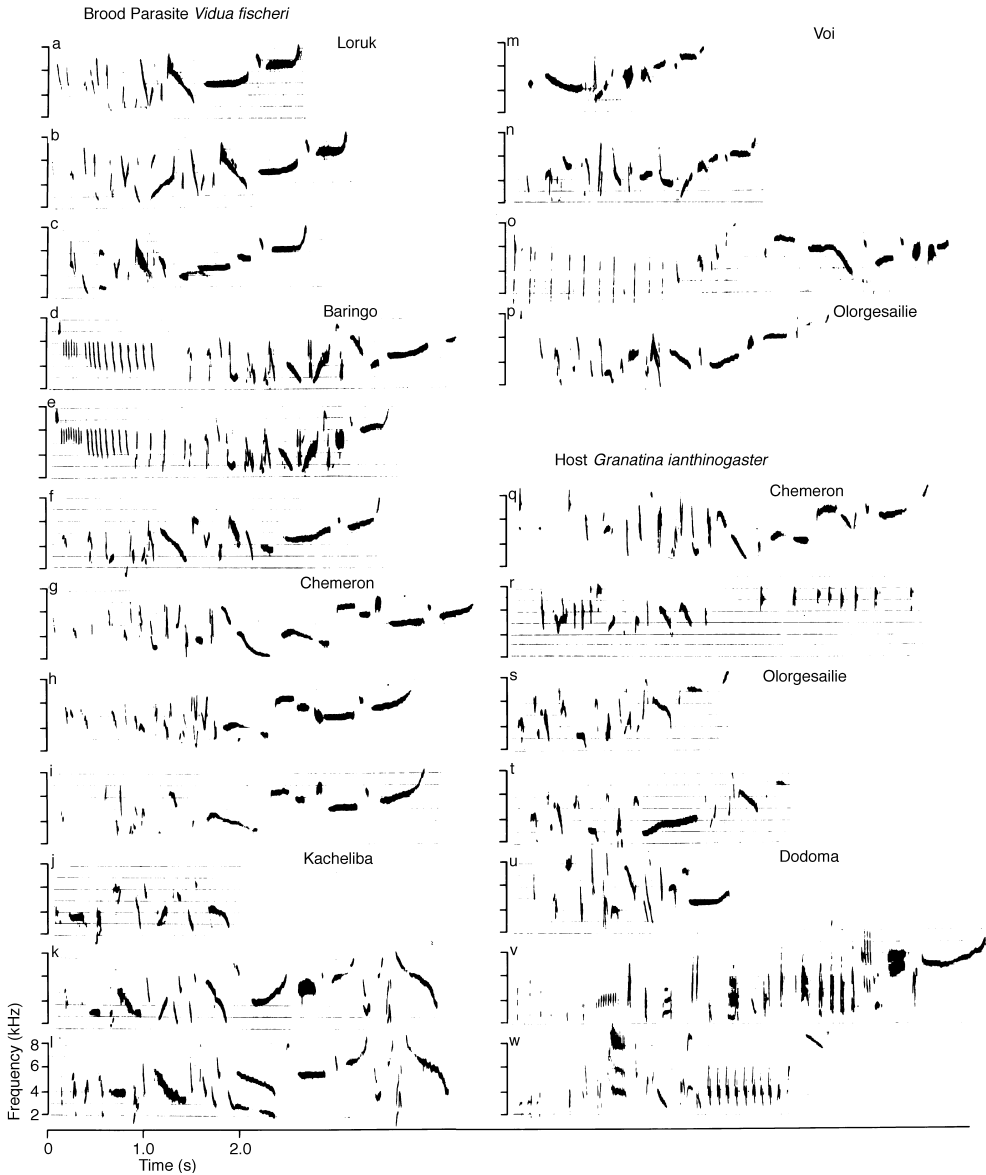 Brood Parasite Vidua fischeri
a
Loruk
b
c
d
Baringo
e
f
g
Chemeron
h
i
j
Kacheliba
k
l
8
6
4
2
Frequency (kHz)
0
1.0
2.0
Time (s)
m
Voi
n
o
p
Olorgesailie
Host Granatina ianthinogaster
q
Chemeron
r
s
Olorgesailie
t
u
Dodoma
v
w